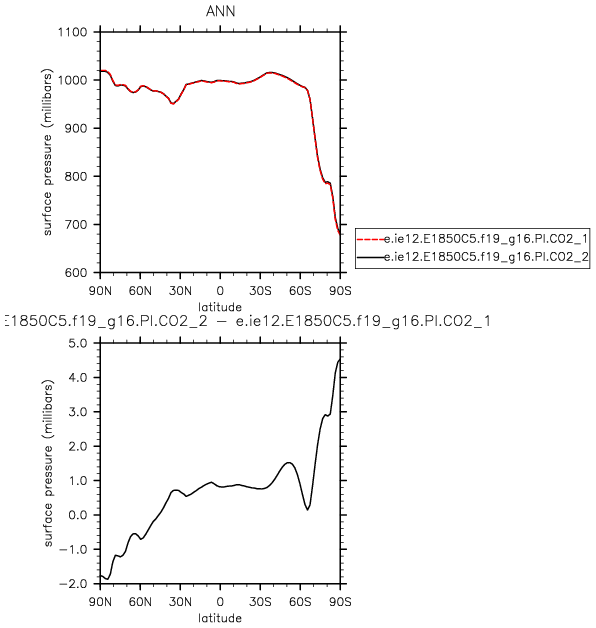 ANN
1100
1000
900
800
700
600
surface pressure (millibars)
90N 60N 30N 0 30S 60S 90S
latitude
e.ie12.E1850C5.f19_g16.PI.CO2_1
e.ie12.E1850C5.f19_g16.PI.CO2_2
E1850C5.f19_g16.PI.CO2_2 − e.ie12.E1850C5.f19_g16.PI.CO2_1
5.0
4.0
3.0
2.0
1.0
0.0
−1.0
−2.0
surface pressure (millibars)
90N 60N 30N 0 30S 60S 90S
latitude